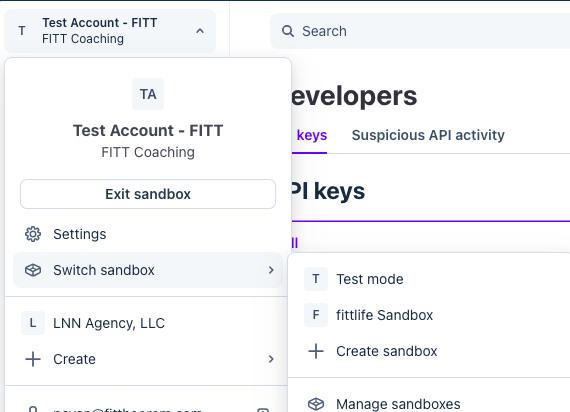 T
Test Account - FITT
FITT Coaching
Search
TA
Test Account - FITT
FITT Coaching
Exit sandbox
Settings
Switch sandbox
L
LNN Agency, LLC
Create
evelopers
keys
Suspicious API activity
PI keys
ll
T
Test mode
F
fittlife Sandbox
Create sandbox
Manage sandboxes